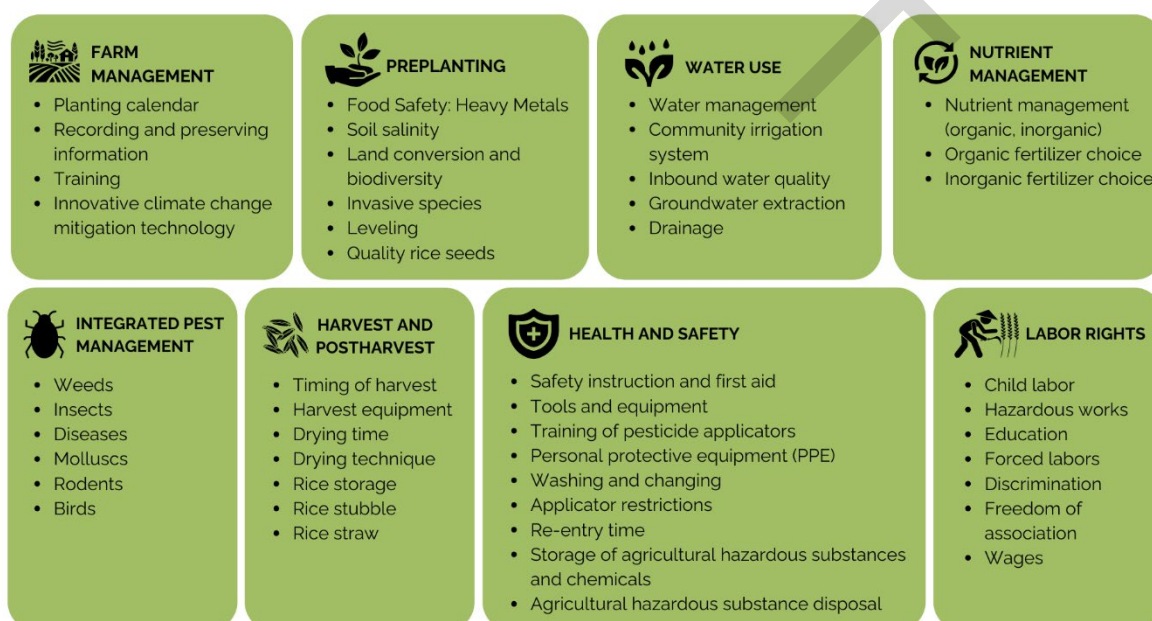 FARM
MANAGEMENT
• Planting calendar
• Recording and preserving
information
• Training
• Innovative climate change
mitigation technology
PREPLANTING
• Food Safety: Heavy Metals
• Soil salinity
• Land conversion and
biodiversity
• Invasive species
• Leveling
• Quality rice seeds
WATER USE
• Water management
• Community irrigation
system
• Inbound water quality
• Groundwater extraction
• Drainage
NUTRIENT
MANAGEMENT
• Nutrient management
(organic, inorganic)
• Organic fertilizer choice
• Inorganic fertilizer choice
INTEGRATED PEST
MANAGEMENT
• Weeds
• Insects
• Diseases
• Molluscs
• Rodents
• Birds
HARVEST AND
POSTHARVEST
• Timing of harvest
• Harvest equipment
• Drying time
• Drying technique
• Rice storage
• Rice stubble
• Rice straw
HEALTH AND SAFETY
• Safety instruction and first aid
• Tools and equipment
• Training of pesticide applicators
• Personal protective equipment (PPE)
• Washing and changing
• Applicator restrictions
• Re-entry time
• Storage of agricultural hazardous substances
and chemicals
• Agricultural hazardous substance disposal
LABOR RIGHTS
• Child labor
• Hazardous works
• Education
• Forced labors
• Discrimination
• Freedom of
association
• Wages